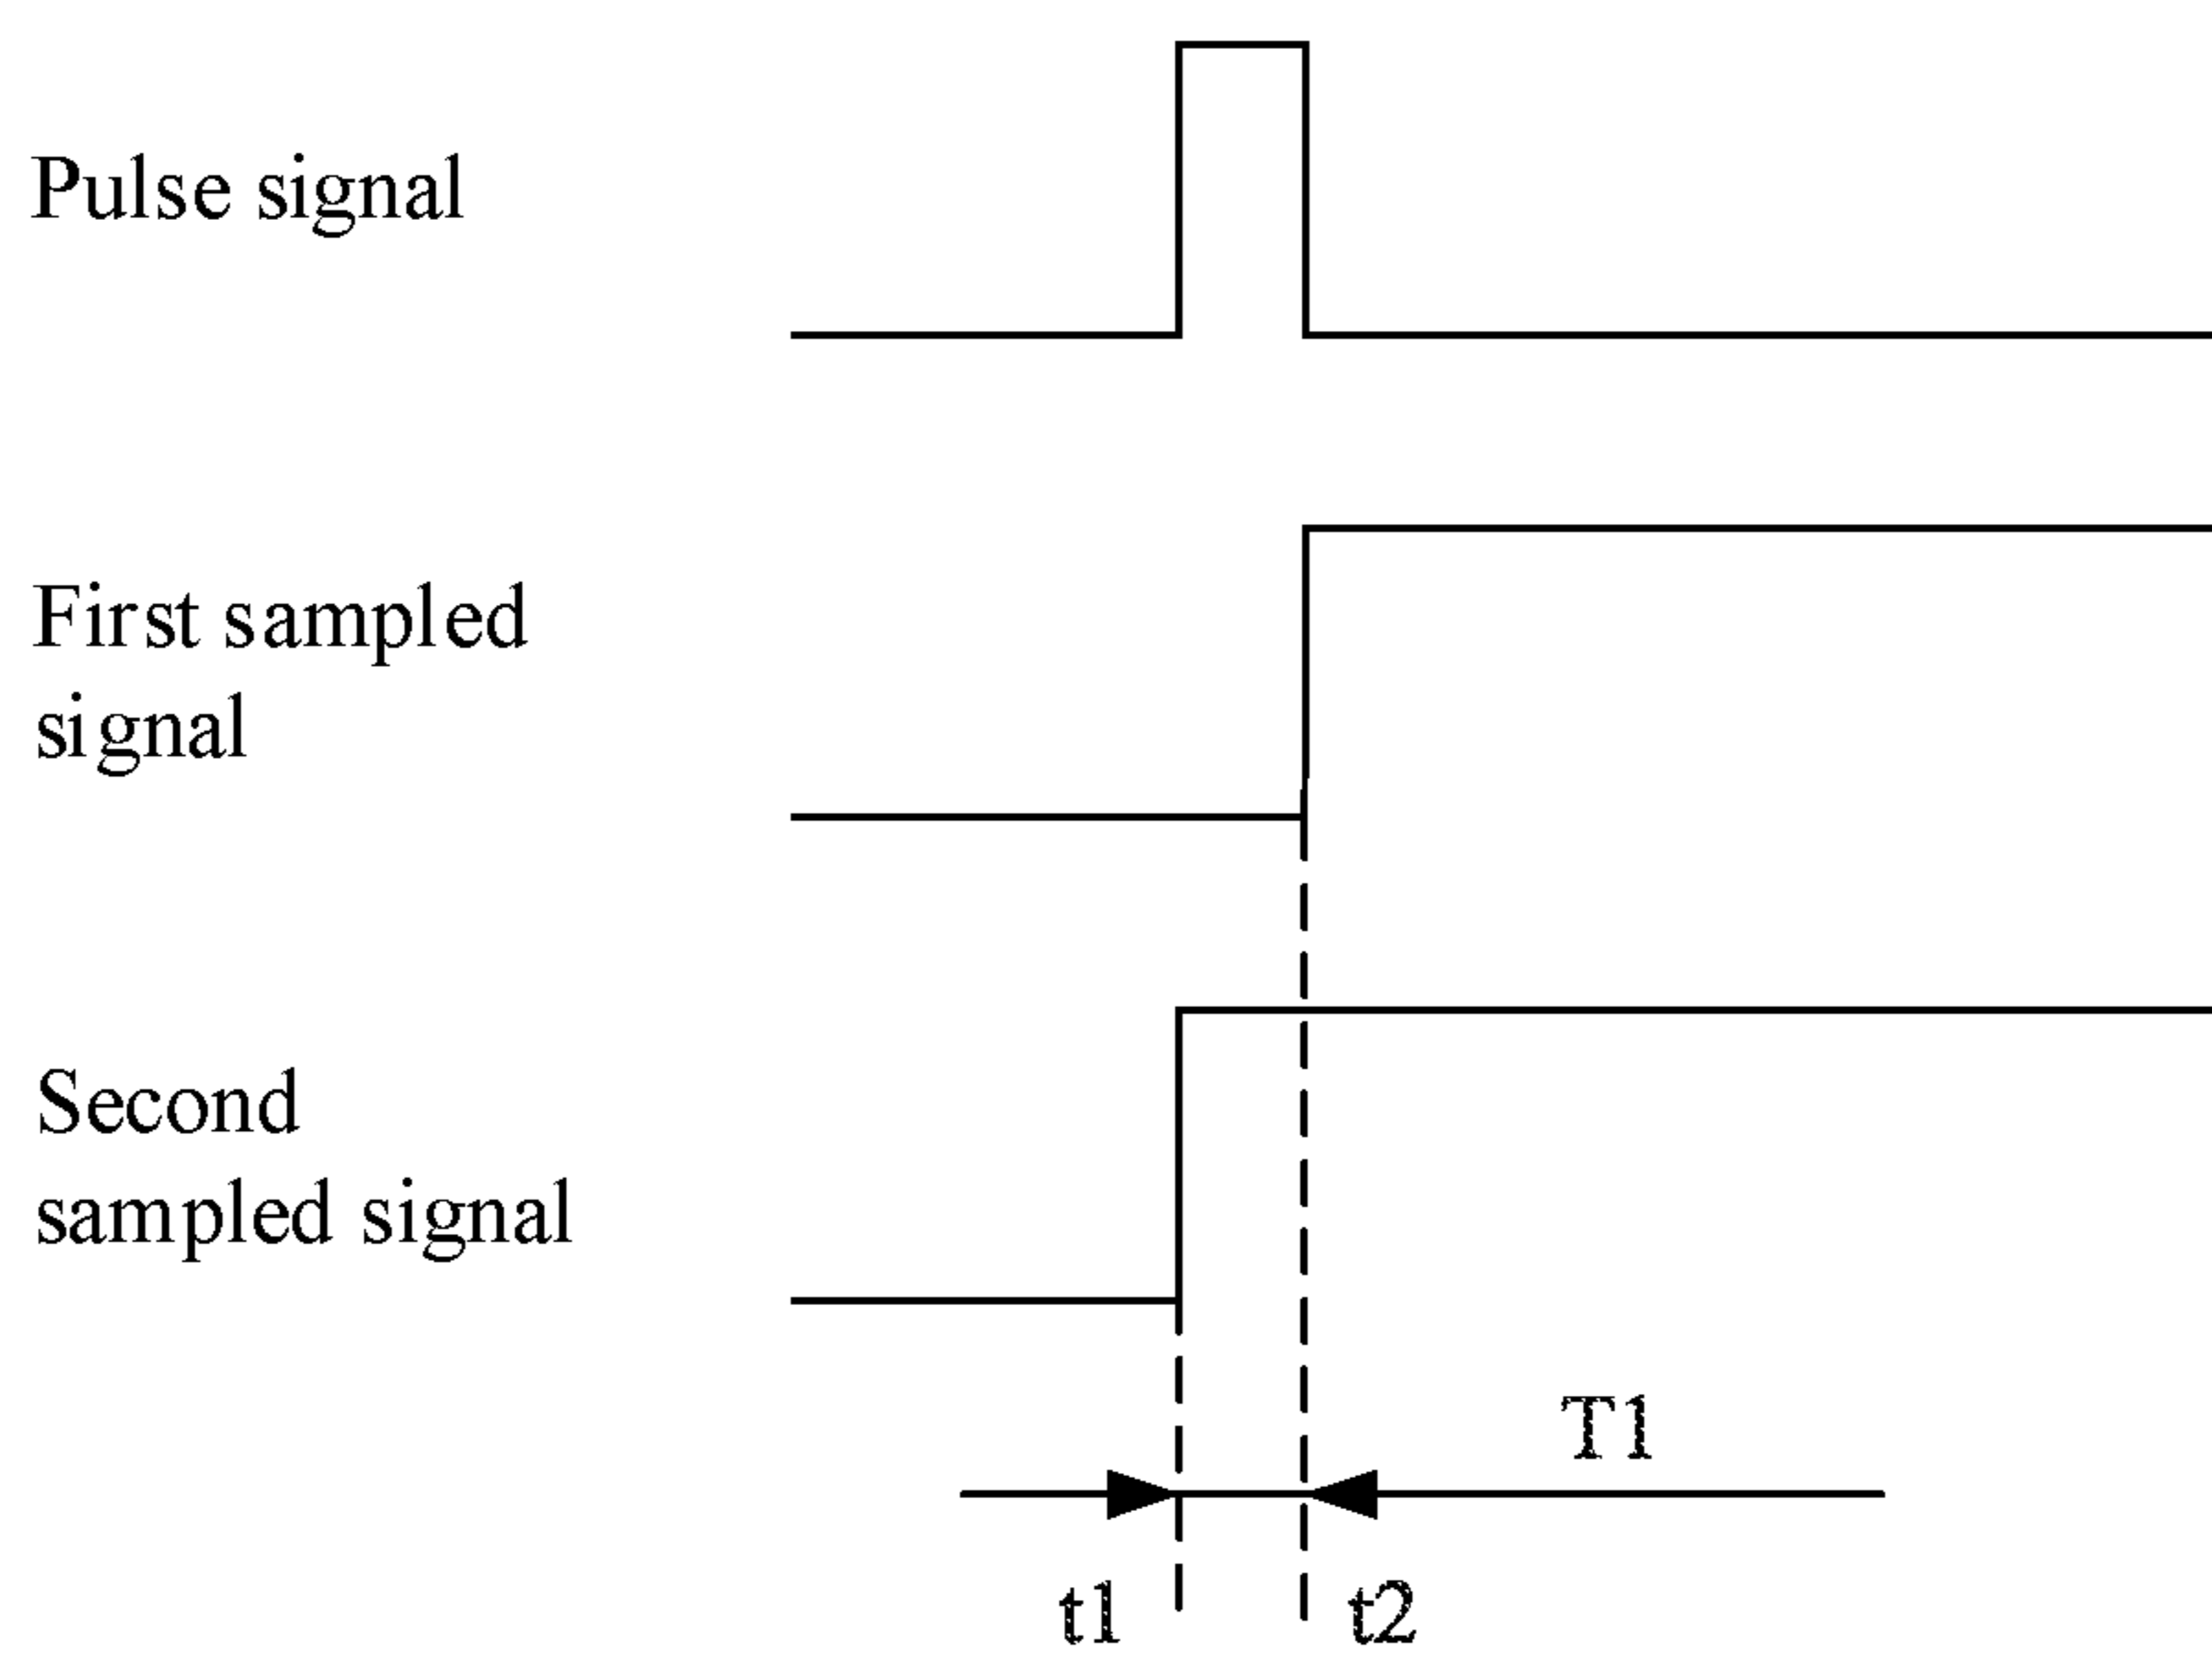 Pulse signal
First sampled
signal
Second
sampled signal
T1
t1
t2